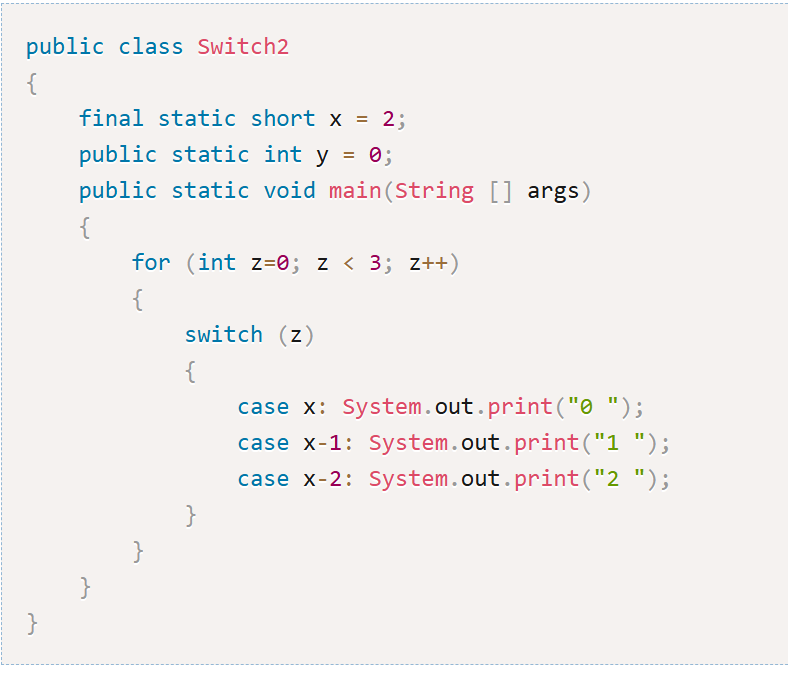 public class Switch2
{
    final static short x = 2;
    public static int y = 0;
    public static void main(String [] args)
    {
        for (int z=0; z < 3; z++)
        {
            switch (z)
            {
                case x: System.out.print("0 ");
                case x-1: System.out.print("1 ");
                case x-2: System.out.print("2 ");
            }
        }
    }
}